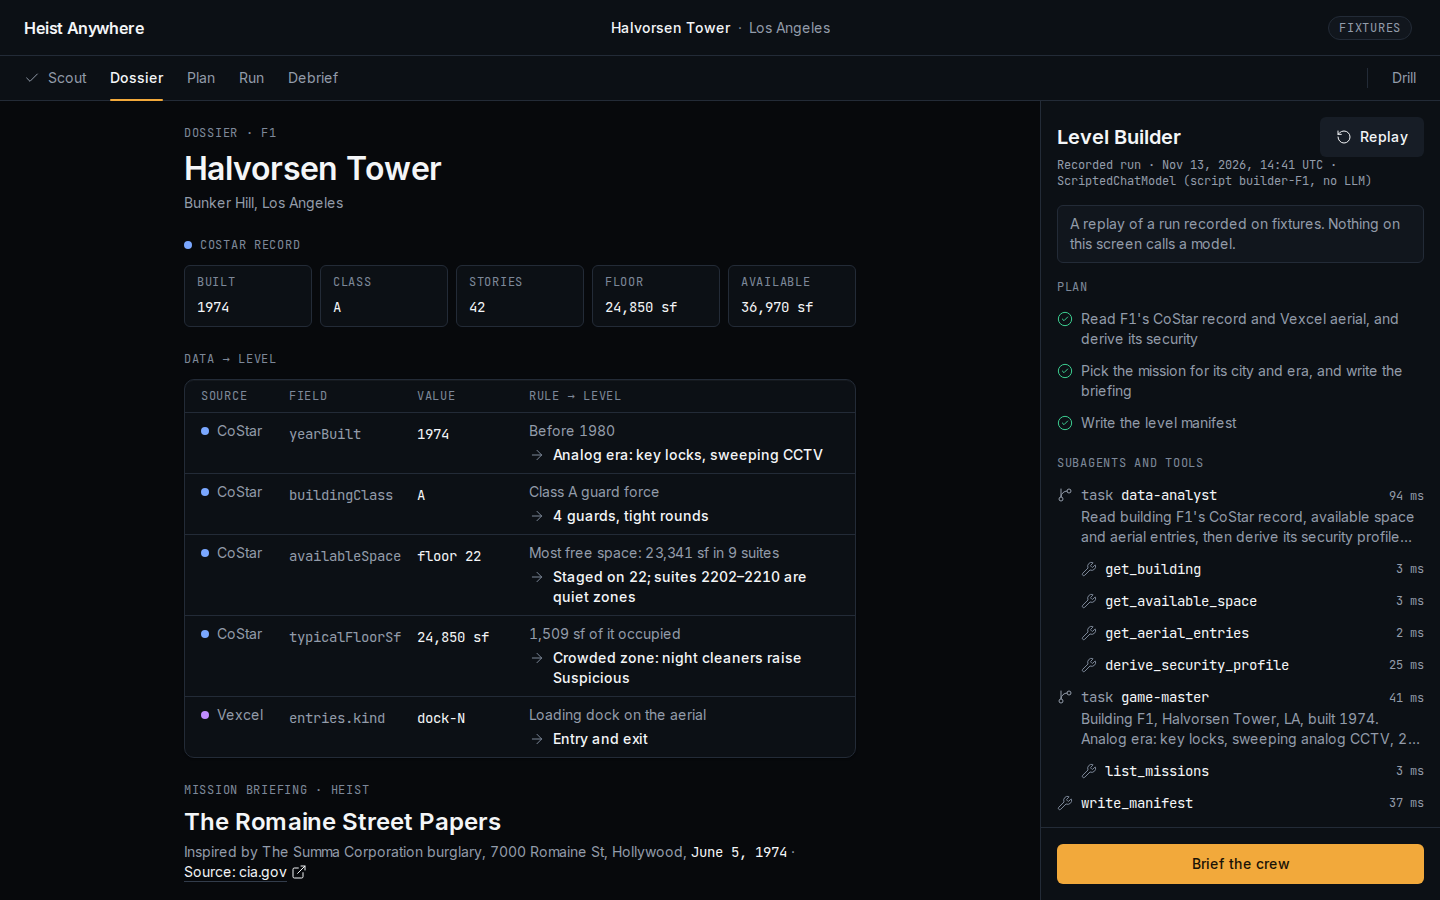 Heist Anywhere
Halvorsen Tower · Los Angeles
FIXTURES
Scout
Dossier
Plan
Run
Debrief
Drill
DOSSIER · F1
Halvorsen Tower
Bunker Hill, Los Angeles
COSTAR RECORD
BUILT
1974
CLASS
A
STORIES
42
FLOOR
24,850 sf
AVAILABLE
36,970 sf
DATA → LEVEL
SOURCE FIELD VALUE RULE → LEVEL
CoStar yearBuilt 1974 Before 1980
→ Analog era: key locks, sweeping CCTV
CoStar buildingClass A Class A guard force
→ 4 guards, tight rounds
CoStar availableSpace floor 22 Most free space: 23,341 sf in 9 suites
→ Staged on 22; suites 2202–2210 are
quiet zones
CoStar typicalFloorSf 24,850 sf 1,509 sf of it occupied
→ Crowded zone: night cleaners raise
Suspicious
Vexcel entries.kind dock-N Loading dock on the aerial
→ Entry and exit
MISSION BRIEFING · HEIST
The Romaine Street Papers
Inspired by The Summa Corporation burglary, 7000 Romaine St, Hollywood, June 5, 1974 ·
Source: cia.gov
Level Builder
Replay
Recorded run · Nov 13, 2026, 14:41 UTC ·
ScriptedChatModel (script builder-F1, no LLM)
A replay of a run recorded on fixtures. Nothing on
this screen calls a model.
PLAN
Read F1's CoStar record and Vexcel aerial, and
derive its security
Pick the mission for its city and era, and write the
briefing
Write the level manifest
SUBAGENTS AND TOOLS
task data-analyst 94 ms
Read building F1's CoStar record, available space
and aerial entries, then derive its security profile…
get_building 3 ms
get_available_space 3 ms
get_aerial_entries 2 ms
derive_security_profile 25 ms
task game-master 41 ms
Building F1, Halvorsen Tower, LA, built 1974.
Analog era: key locks, sweeping analog CCTV, 2…
list_missions 3 ms
write_manifest 37 ms
Brief the crew